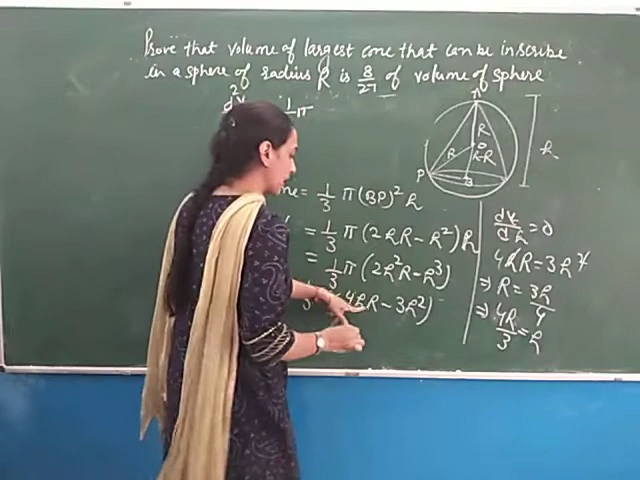 Prove that volume of largest cone that can be inscribe
in a sphere of radius R is 8/27 of volume of sphere
d²v 1/3 π
A
R
O
R h-R
P B
h
ne = 1/3 π (BP)² h
= 1/3 π (2hR - h²) h
= 1/3 π (2h²R - h³)
4hR - 3h²)
dv/dh = 0
4hR = 3h²
⇒ R = 3h/4
⇒ 4R/3 = h